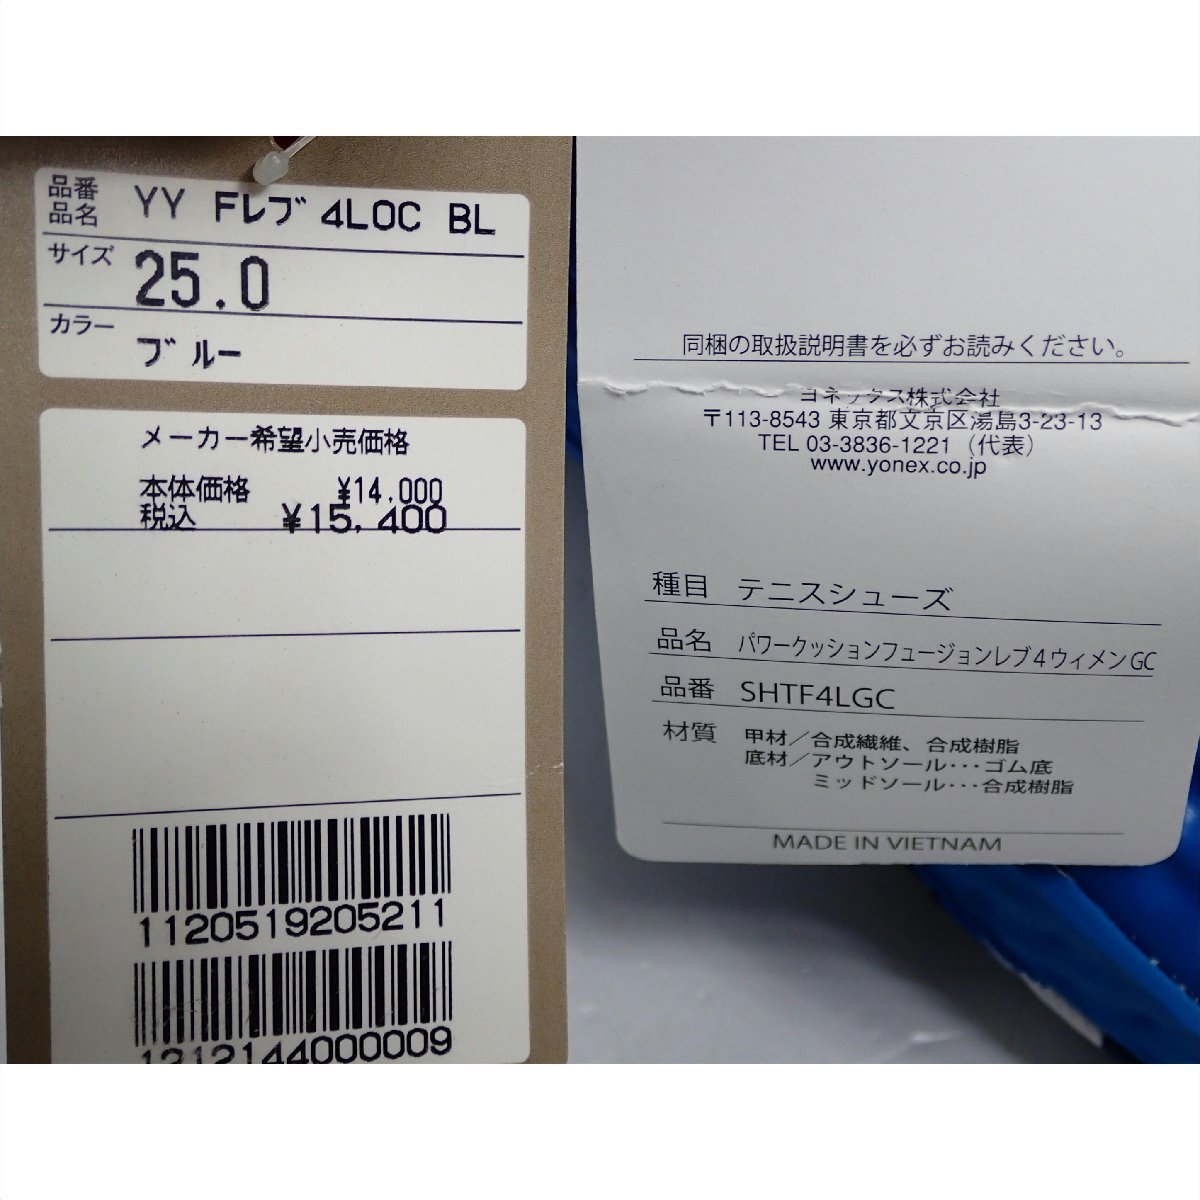 品番
品名 YY Fレブ 4LOC BL
サイズ 25.0
カラー ブルー
メーカー希望小売価格
本体価格 ¥14,000
税込 ¥15,400
1120519205211
1212144000009
同梱の取扱説明書を必ずお読みください。
ヨネックス株式会社
〒113-8543 東京都文京区湯島3-23-13
TEL 03-3836-1221（代表）
www.yonex.co.jp
種目 テニスシューズ
品名 パワークッションフュージョンレブ4ウィメンGC
品番 SHTF4LGC
材質 甲材／合成繊維、合成樹脂
底材／アウトソール･･･ゴム底
ミッドソール･･･合成樹脂
MADE IN VIETNAM